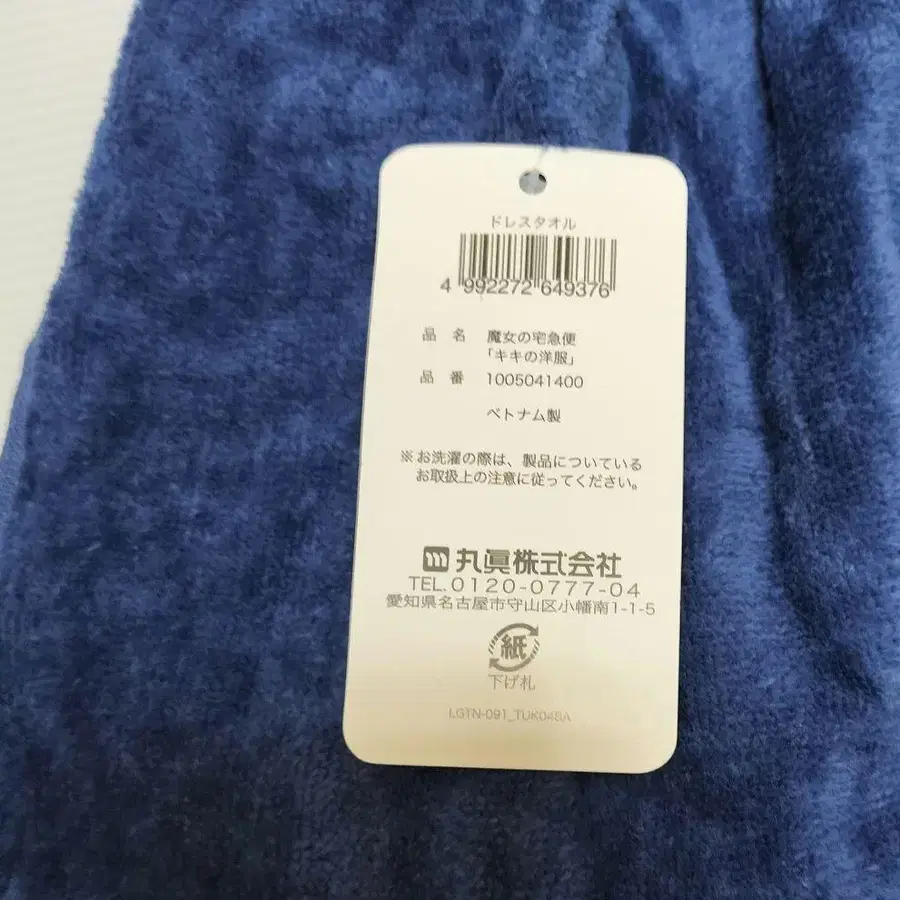 ドレスタオル
4 992272 649376
品 名 魔女の宅急便
「キキの洋服」
品 番 1005041400
ベトナム製
※お洗濯の際は、製品についている
お取扱上の注意に従ってください。
丸眞株式会社
TEL.0120-0777-04
愛知県名古屋市守山区小幡南1-1-5
紙
下げ札
LGTN-091_TUK048A